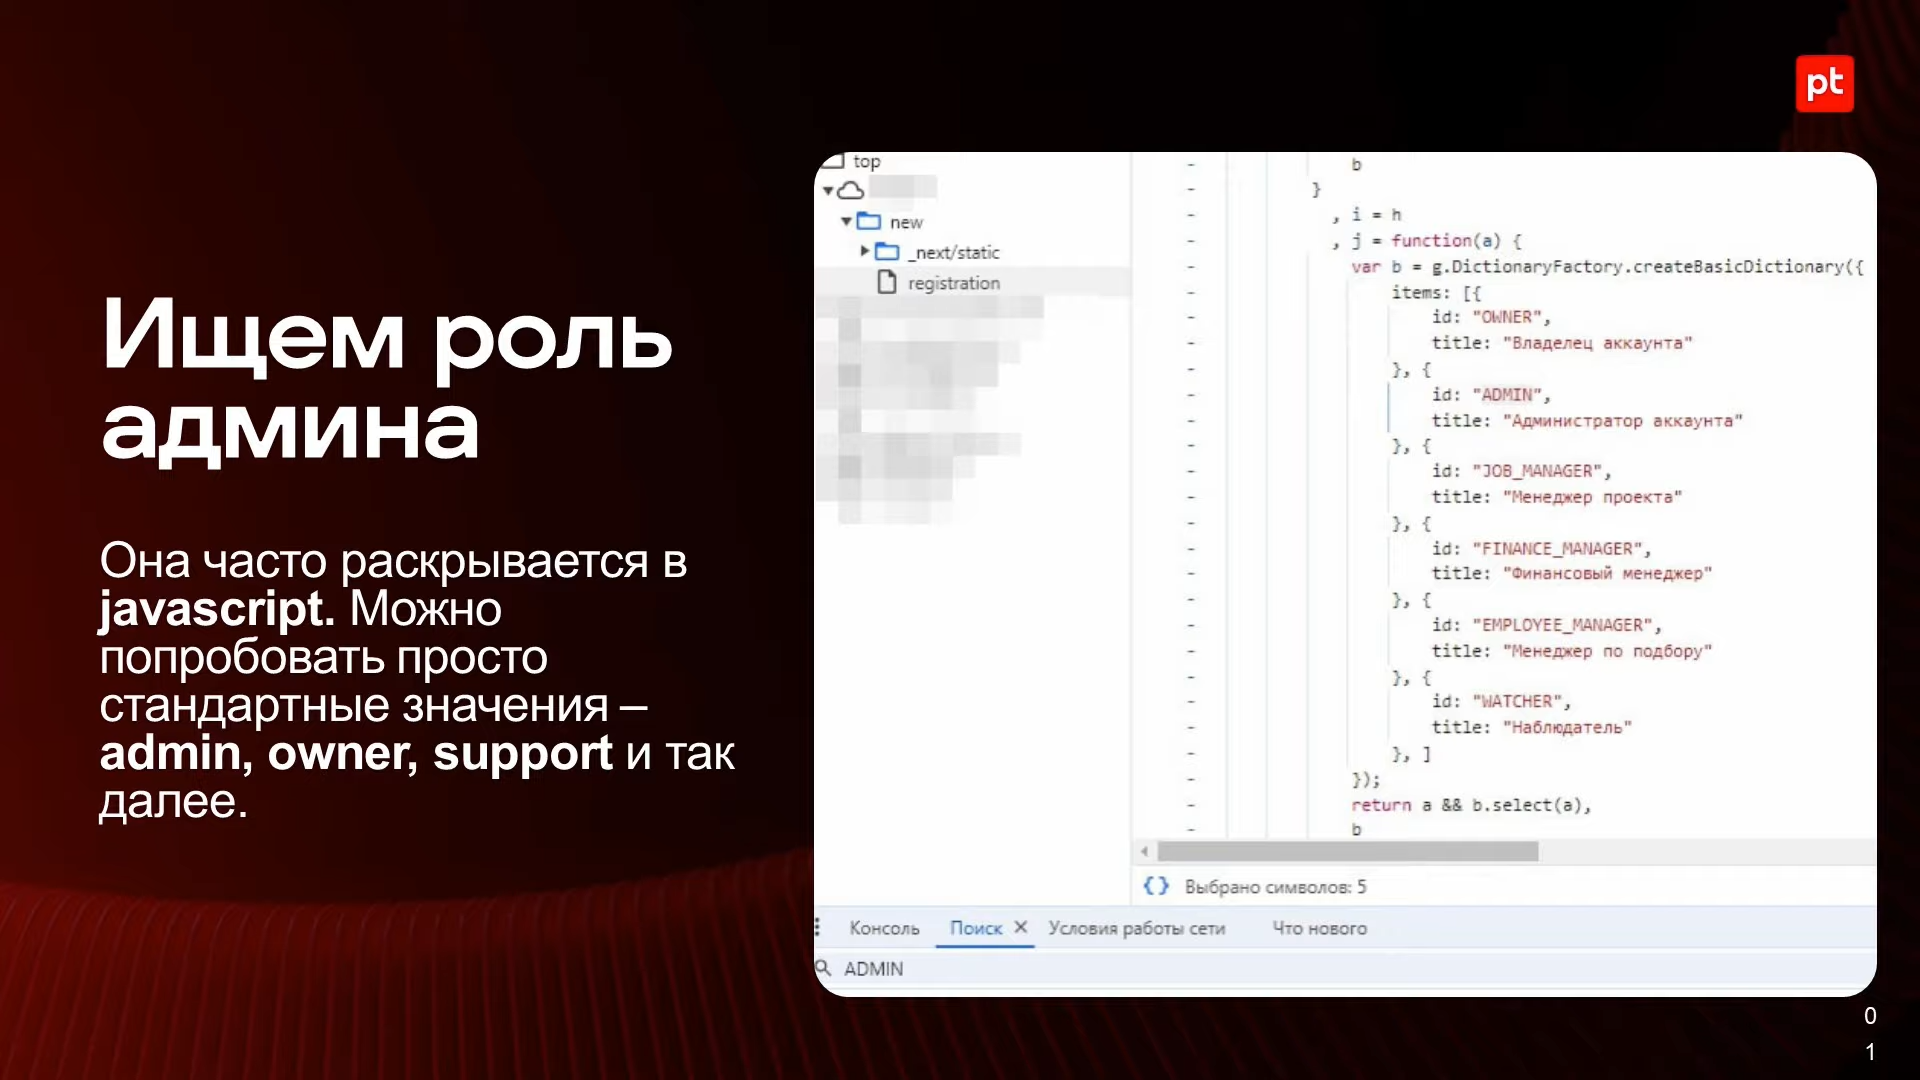 pt
Ищем роль
админа
Она часто раскрывается в
javascript. Можно
попробовать просто
стандартные значения –
admin, owner, support и так
далее.
top
new
_next/static
registration
b
}
, i = h
, j = function(a) {
var b = g.DictionaryFactory.createBasicDictionary({
items: [{
id: "OWNER",
title: "Владелец аккаунта"
}, {
id: "ADMIN",
title: "Администратор аккаунта"
}, {
id: "JOB_MANAGER",
title: "Менеджер проекта"
}, {
id: "FINANCE_MANAGER",
title: "Финансовый менеджер"
}, {
id: "EMPLOYEE_MANAGER",
title: "Менеджер по подбору"
}, {
id: "WATCHER",
title: "Наблюдатель"
}, ]
});
return a && b.select(a),
b
{} Выбрано символов: 5
Консоль Поиск × Условия работы сети Что нового
ADMIN
0
1